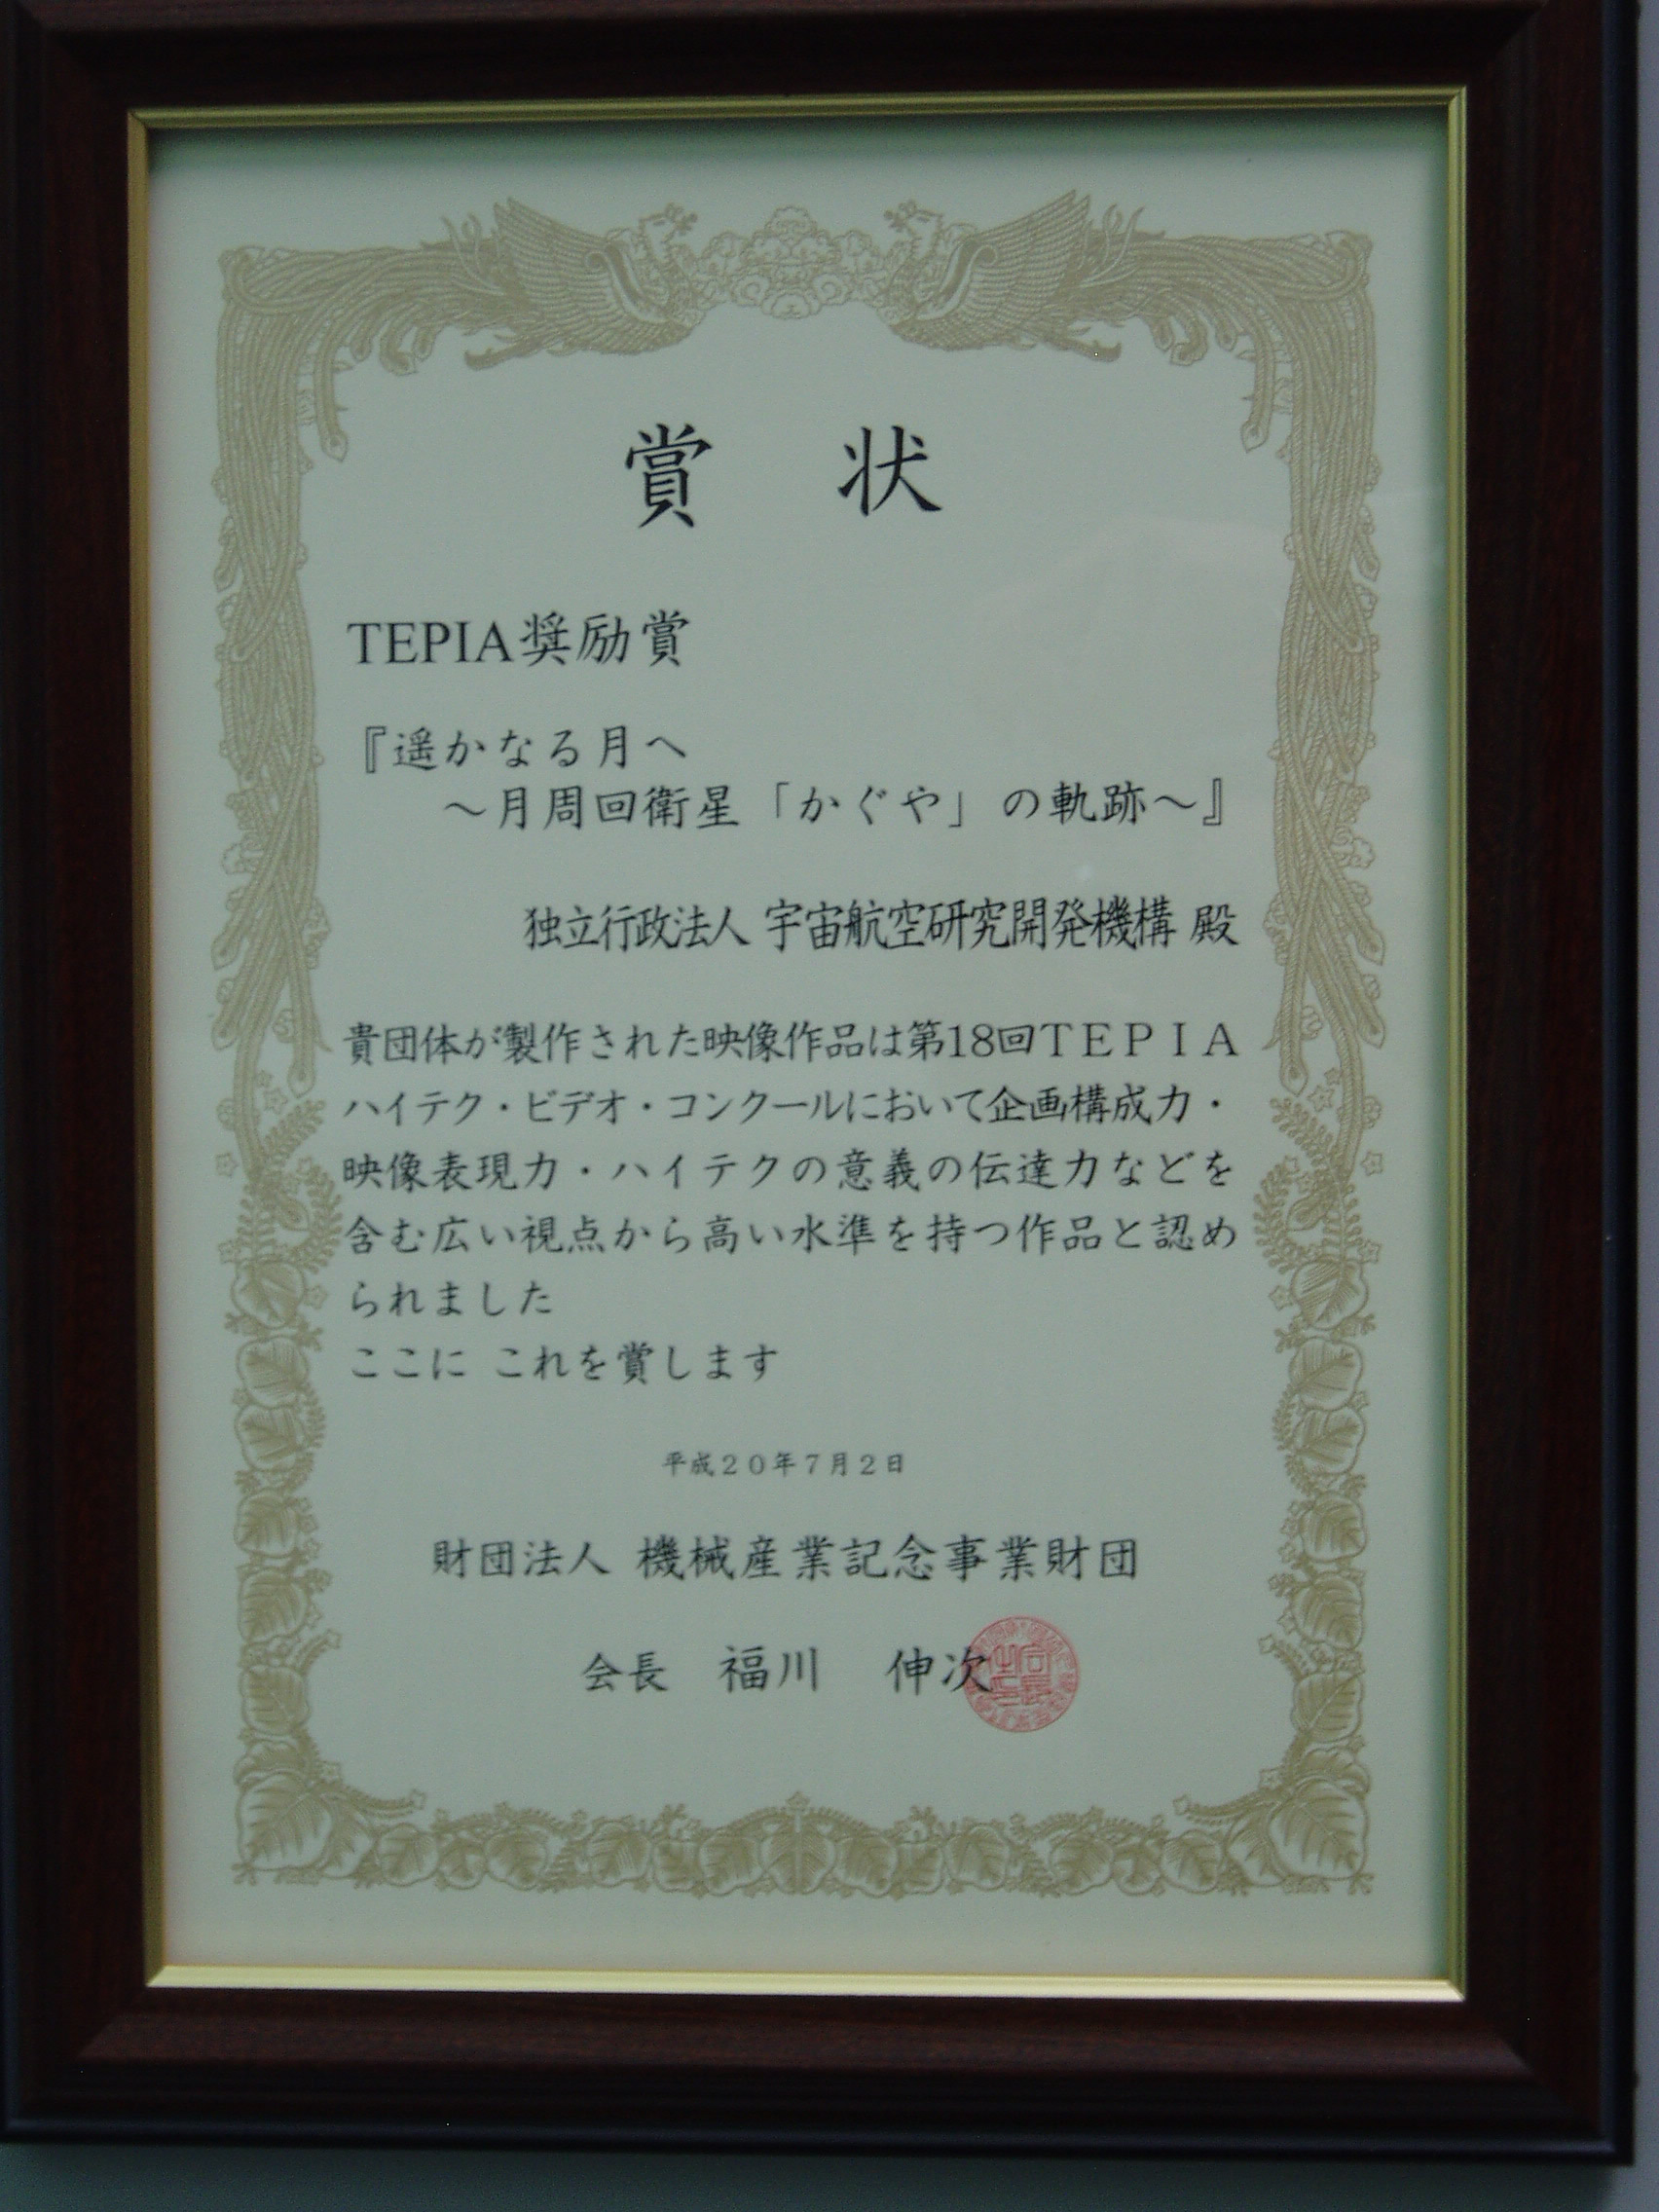 賞 状
TEPIA奨励賞
『遥かなる月へ
～月周回衛星「かぐや」の軌跡～』
独立行政法人 宇宙航空研究開発機構 殿
貴団体が製作された映像作品は第18回ＴＥＰＩＡ
ハイテク・ビデオ・コンクールにおいて企画構成力・
映像表現力・ハイテクの意義の伝達力などを
含む広い視点から高い水準を持つ作品と認め
られました
ここに これを賞します
平成２０年７月２日
財団法人 機械産業記念事業財団
会長 福川 伸次